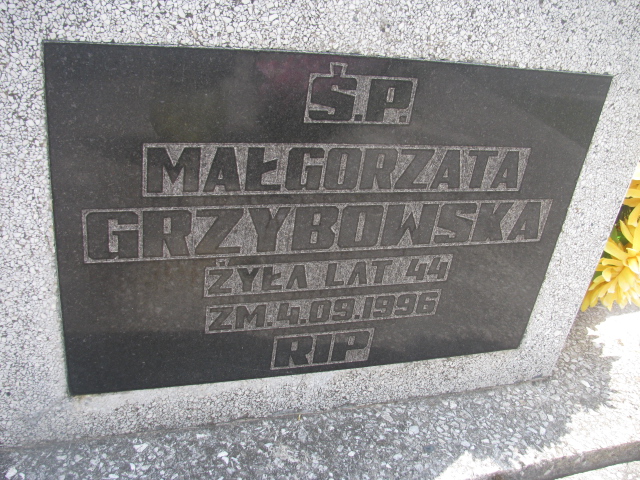 Ś.P.
MAŁGORZATA
GRZYBOWSKA
ŻYŁA LAT 44
ZM.4.09.1996
RIP